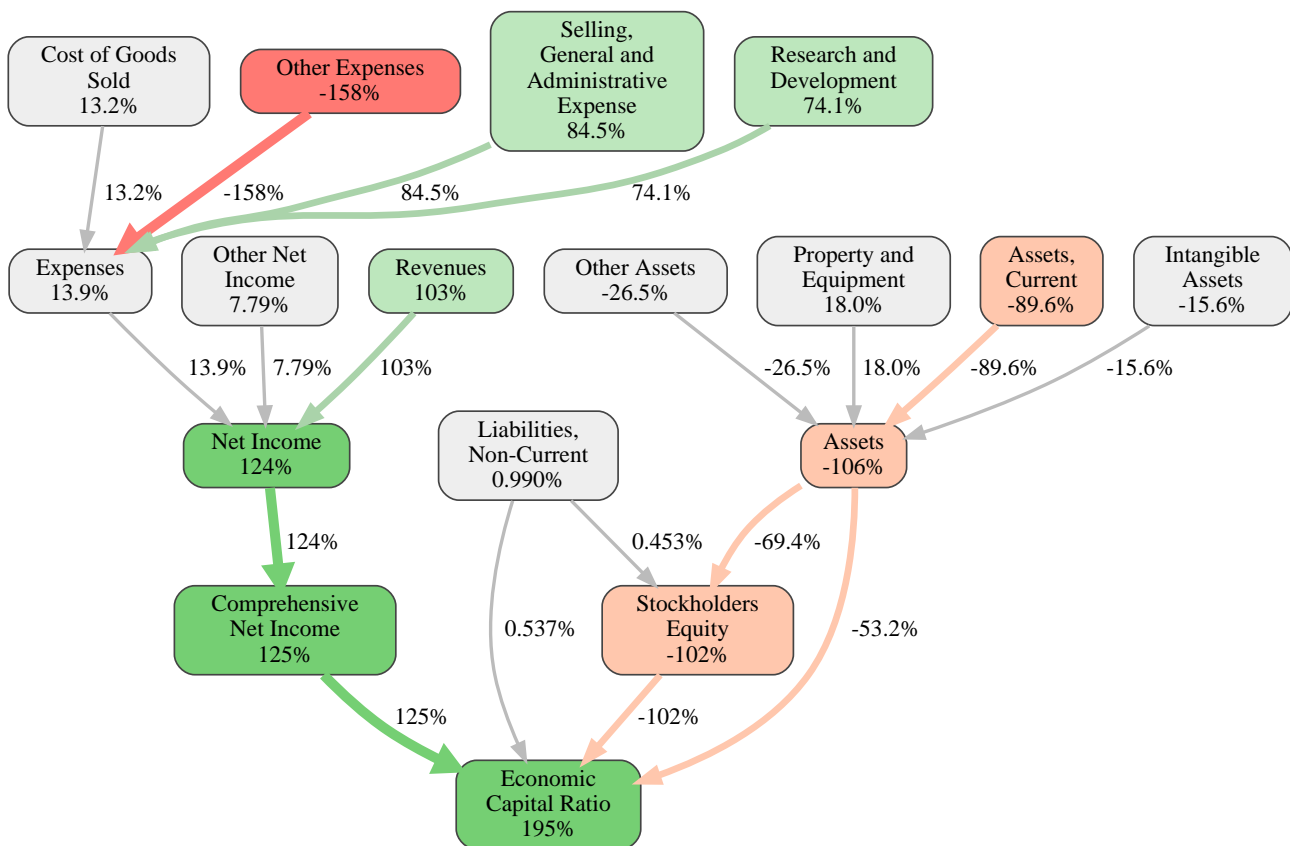 Cost of Goods
Sold
13.2%
Other Expenses
-158%
Selling,
General and
Administrative
Expense
84.5%
Research and
Development
74.1%
13.2%
-158%
84.5%
74.1%
Expenses
13.9%
Other Net
Income
7.79%
Revenues
103%
Other Assets
-26.5%
Property and
Equipment
18.0%
Assets,
Current
-89.6%
Intangible
Assets
-15.6%
13.9%
7.79%
103%
-26.5%
18.0%
-89.6%
-15.6%
Net Income
124%
Liabilities,
Non-Current
0.990%
Assets
-106%
124%
0.453%
-69.4%
Comprehensive
Net Income
125%
0.537%
Stockholders
Equity
-102%
-53.2%
125%
-102%
Economic
Capital Ratio
195%